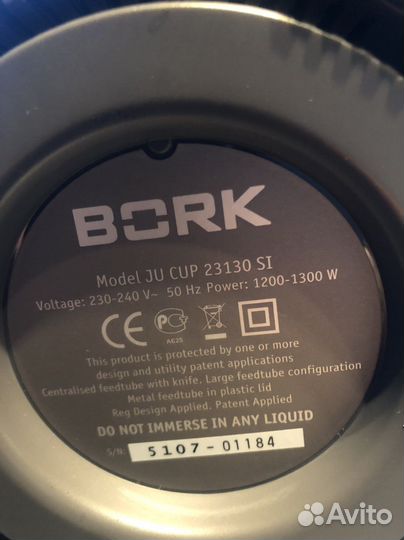 BORK
Model JU CUP 23130 SI
Voltage: 230-240 V~ 50 Hz Power: 1200-1300 W
CE
АГ25
This product is protected by one or more
design and utility patent applications
Centralised feedtube with knife. Large feedtube configuration
Metal feedtube in plastic lid
Reg Design Applied. Patent Applied
DO NOT IMMERSE IN ANY LIQUID
S/N: 5107-01184
Avito